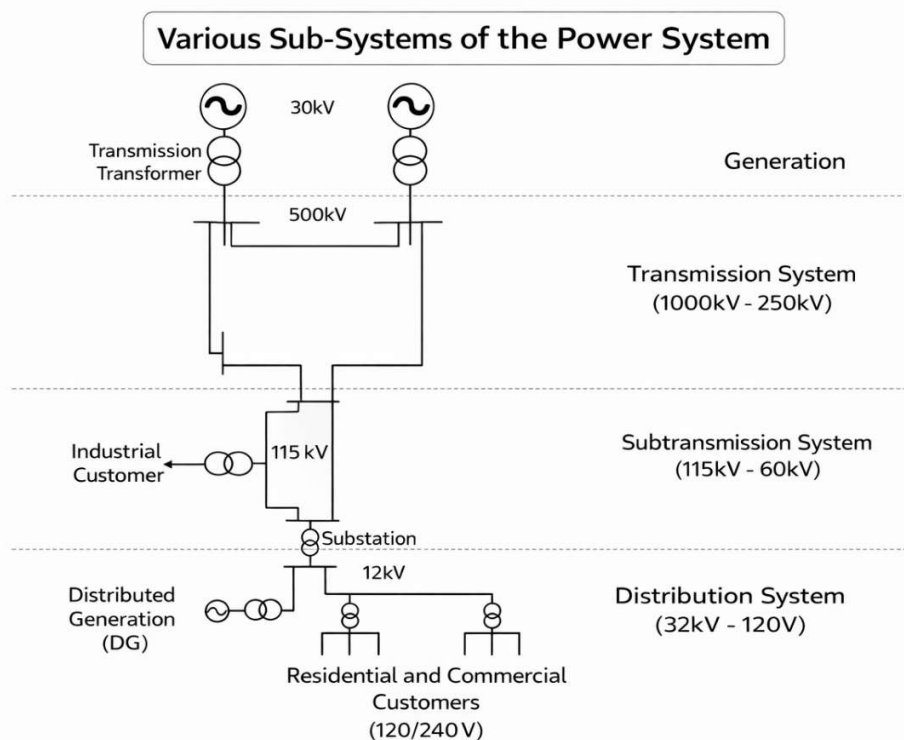 Various Sub-Systems of the Power System
30kV
Transmission
Transformer
Generation
500kV
Transmission System
(1000kV - 250kV)
115 kV
Industrial
Customer
Subtransmission System
(115kV - 60kV)
Substation
12kV
Distributed
Generation
(DG)
Distribution System
(32kV - 120V)
Residential and Commercial
Customers
(120/240 V)